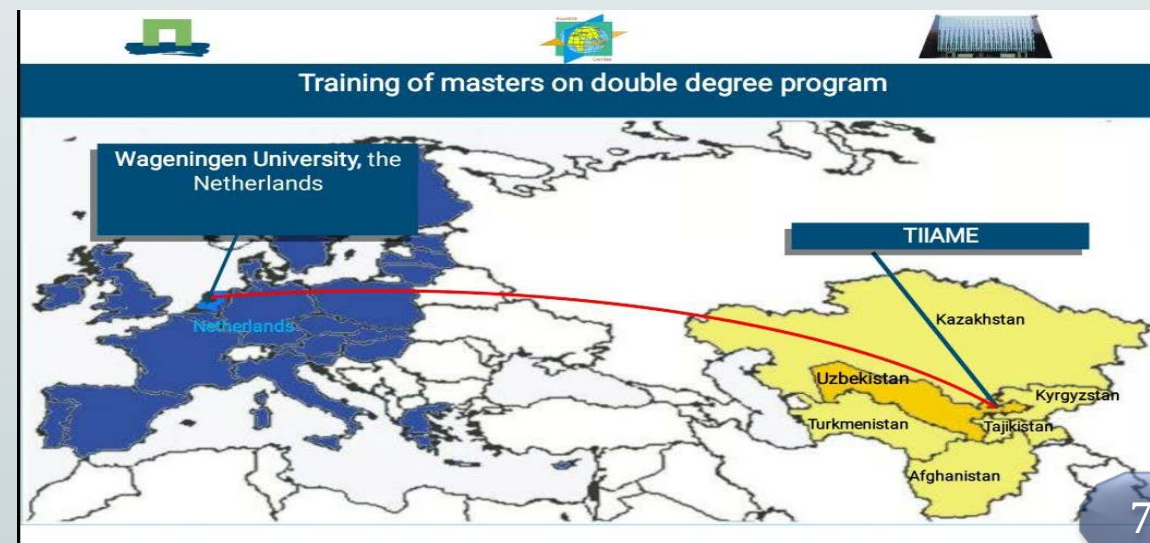 Training of masters on double degree program
Wageningen University, the
Netherlands
TIIAME
Netherlands
Kazakhstan
Uzbekistan
Kyrgyzstan
Turkmenistan
Tajikistan
Afghanistan
7